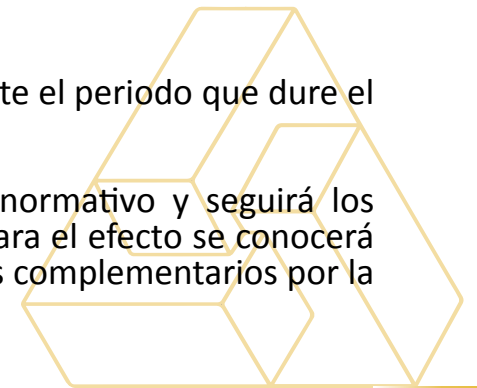 te el periodo que dure el
normativo y seguirá los
ara el efecto se conocerá
s complementarios por la